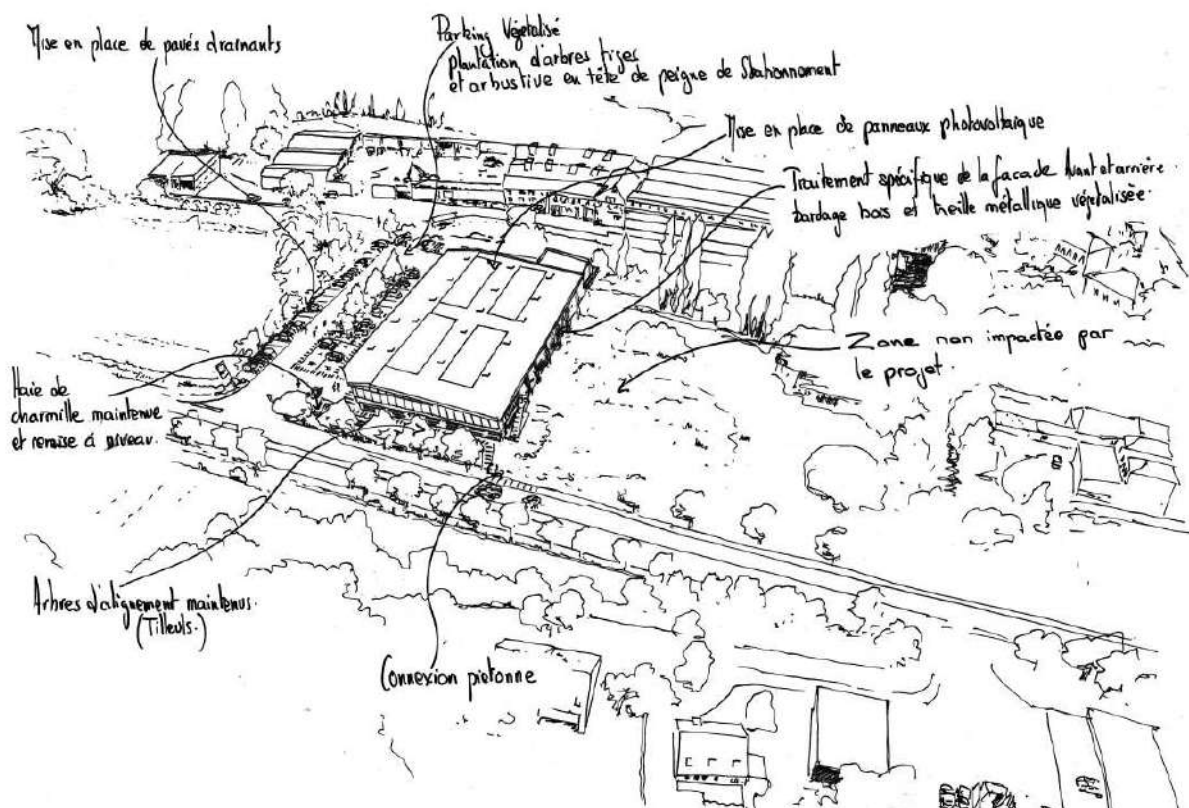 Mise en place de pavés drainants
Parking Végétalisé
plantation d'arbres tiges
et arbustive en tête de peigne de stationnement
Mise en place de panneaux photovoltaïque
Traitement spécifique de la façade Avant et arrière.
bardage bois et treille métallique végétalisée.
Zone non impactée par
le projet.
Haie de
charmille maintenue
et remise à niveau.
Arbres d'alignement maintenus.
(Tilleuls.)
Connexion piétonne